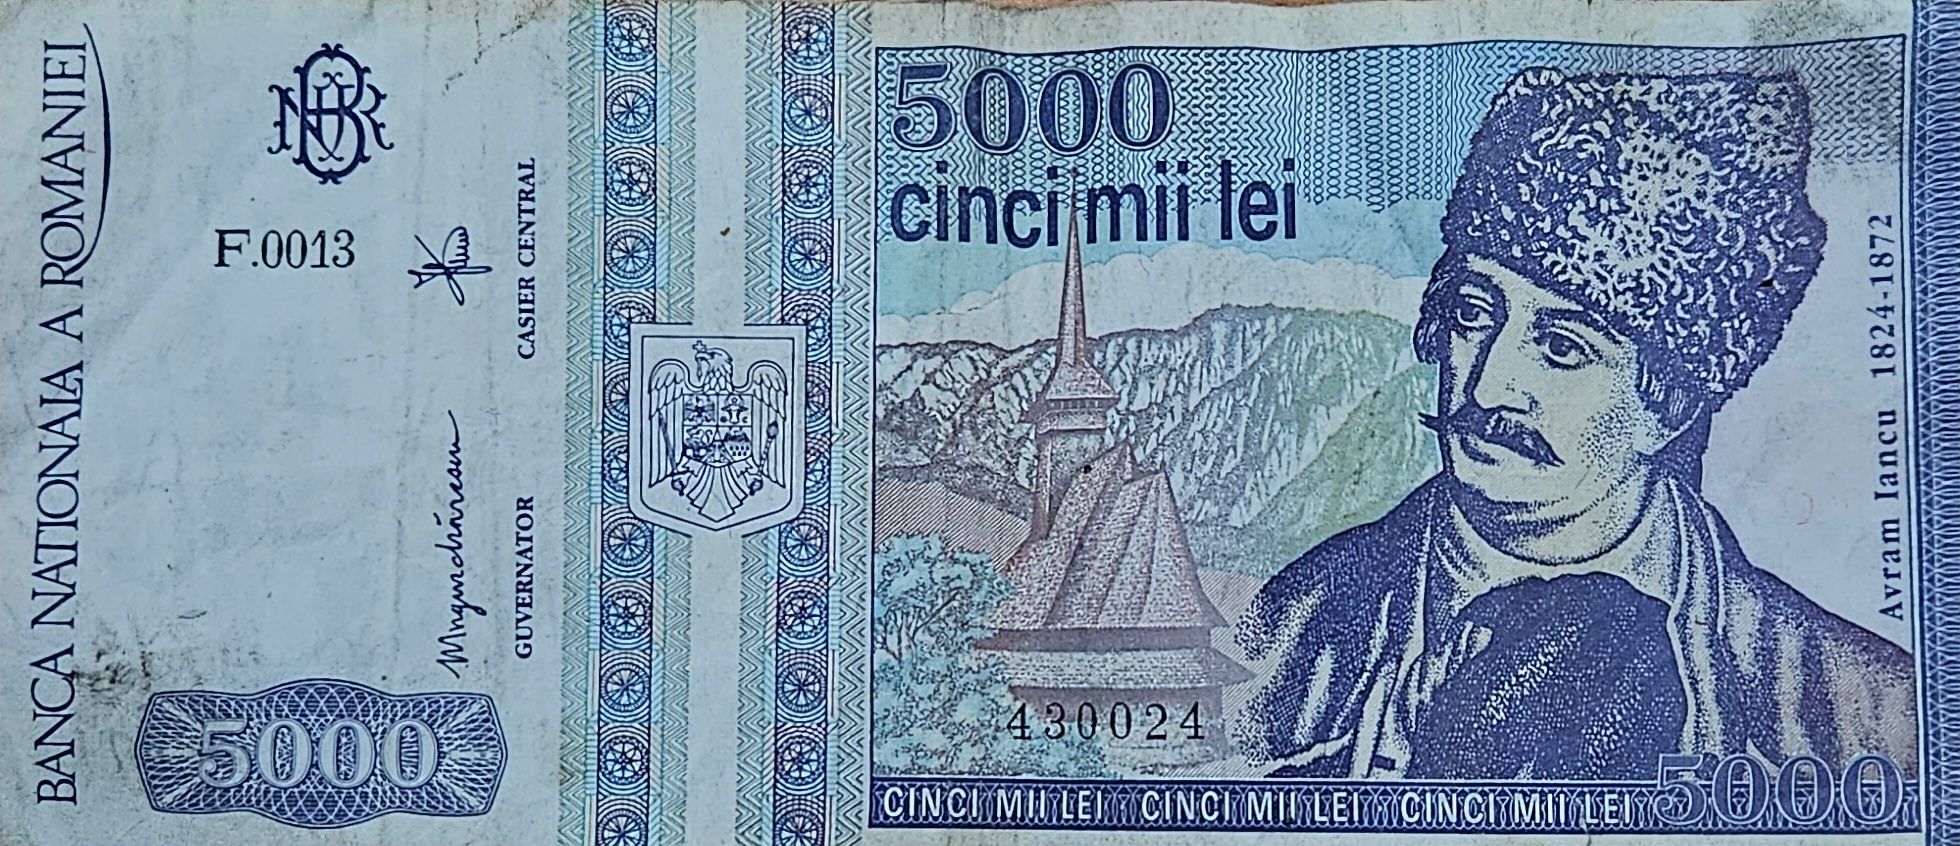 BANCA NATIONALA A ROMANIEI
BNR
F.0013
CASIER CENTRAL
GUVERNATOR
5000
5000
cinci mii lei
Avram Iancu 1824-1872
430024
CINCI MII LEI CINCI MII LEI CINCI MII LEI 5000